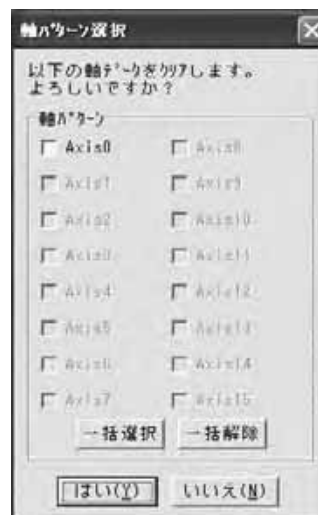 軸ﾊﾟﾀｰﾝ選択
以下の軸ﾃﾞｰﾀをｸﾘｱします。
よろしいですか？
軸ﾊﾟﾀｰﾝ
Axis0 Axis8
Axis1 Axis9
Axis2 Axis10
Axis3 Axis11
Axis4 Axis12
Axis5 Axis13
Axis6 Axis14
Axis7 Axis15
一括選択 一括解除
はい(Y) いいえ(N)